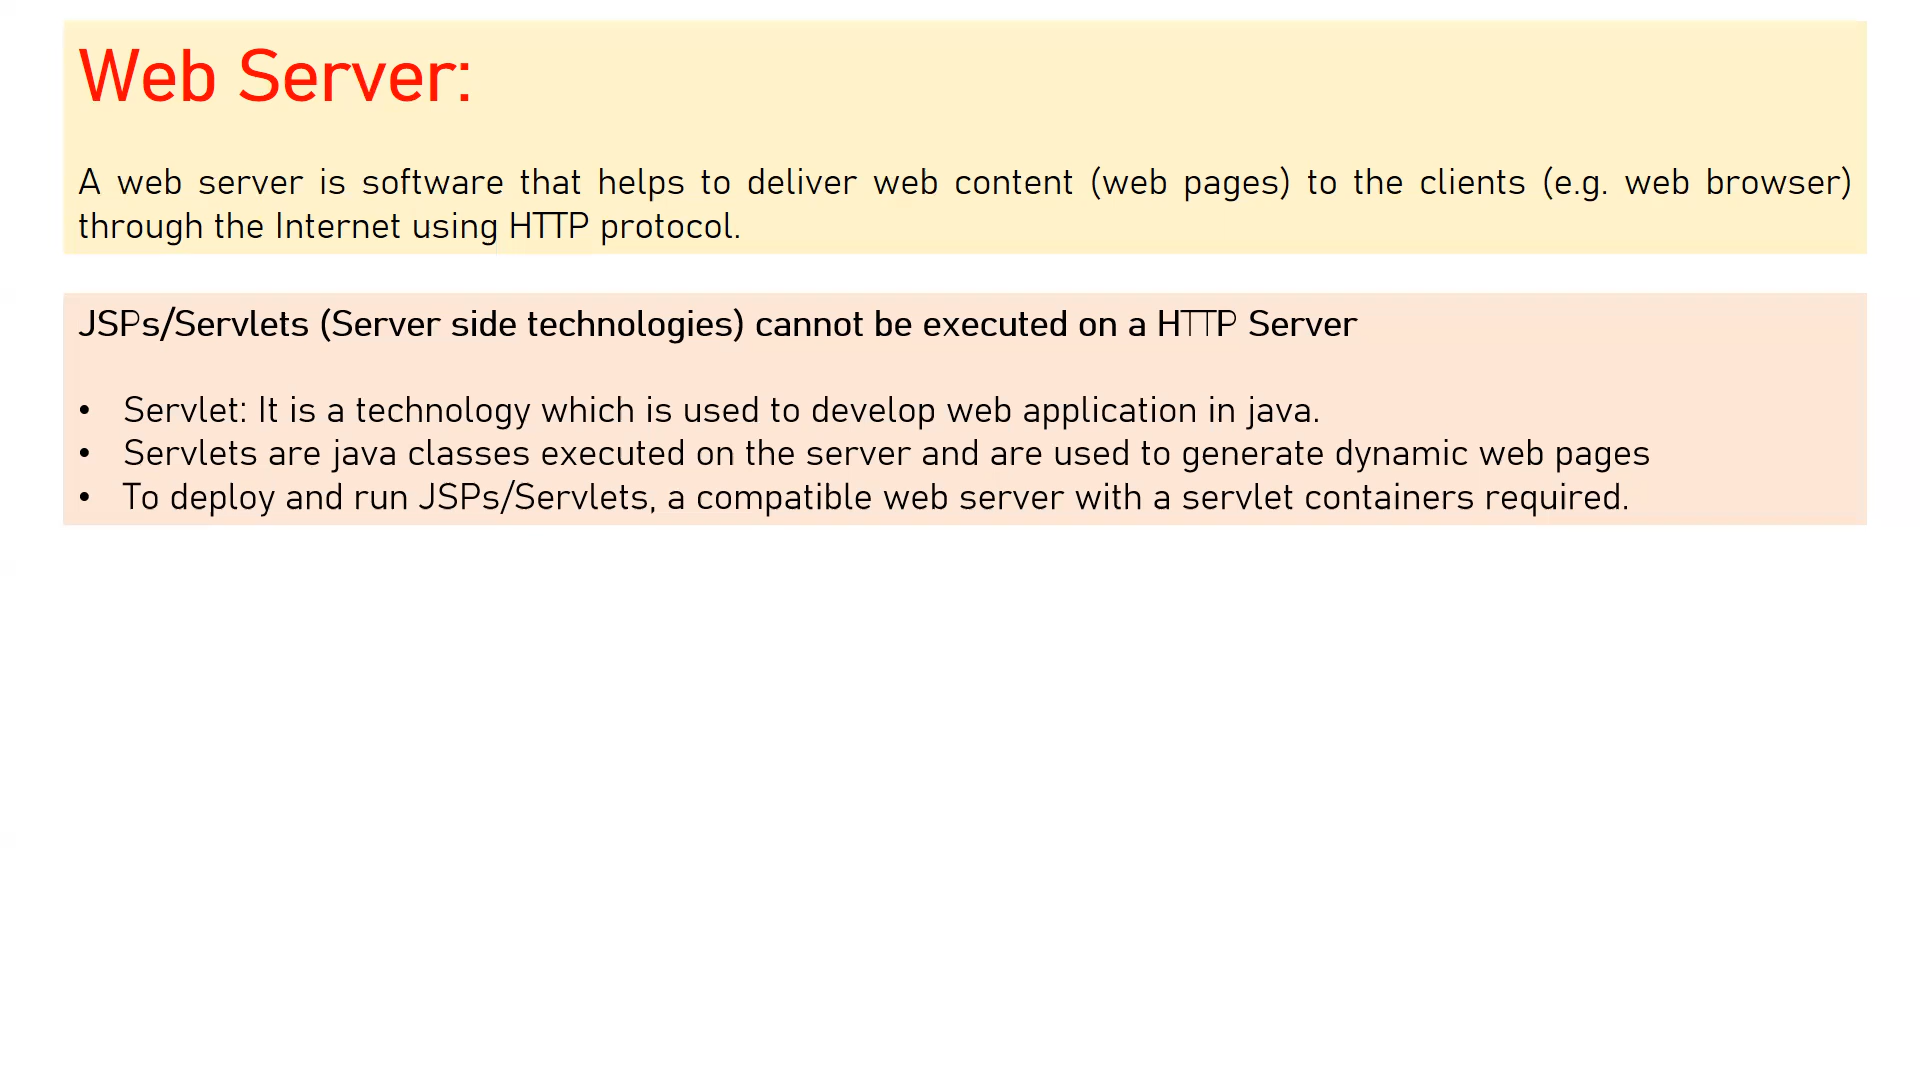 Web Server:
A web server is software that helps to deliver web content (web pages) to the clients (e.g. web browser)
through the Internet using HTTP protocol.
JSPs/Servlets (Server side technologies) cannot be executed on a HTTP Server
• Servlet: It is a technology which is used to develop web application in java.
• Servlets are java classes executed on the server and are used to generate dynamic web pages
• To deploy and run JSPs/Servlets, a compatible web server with a servlet containers required.